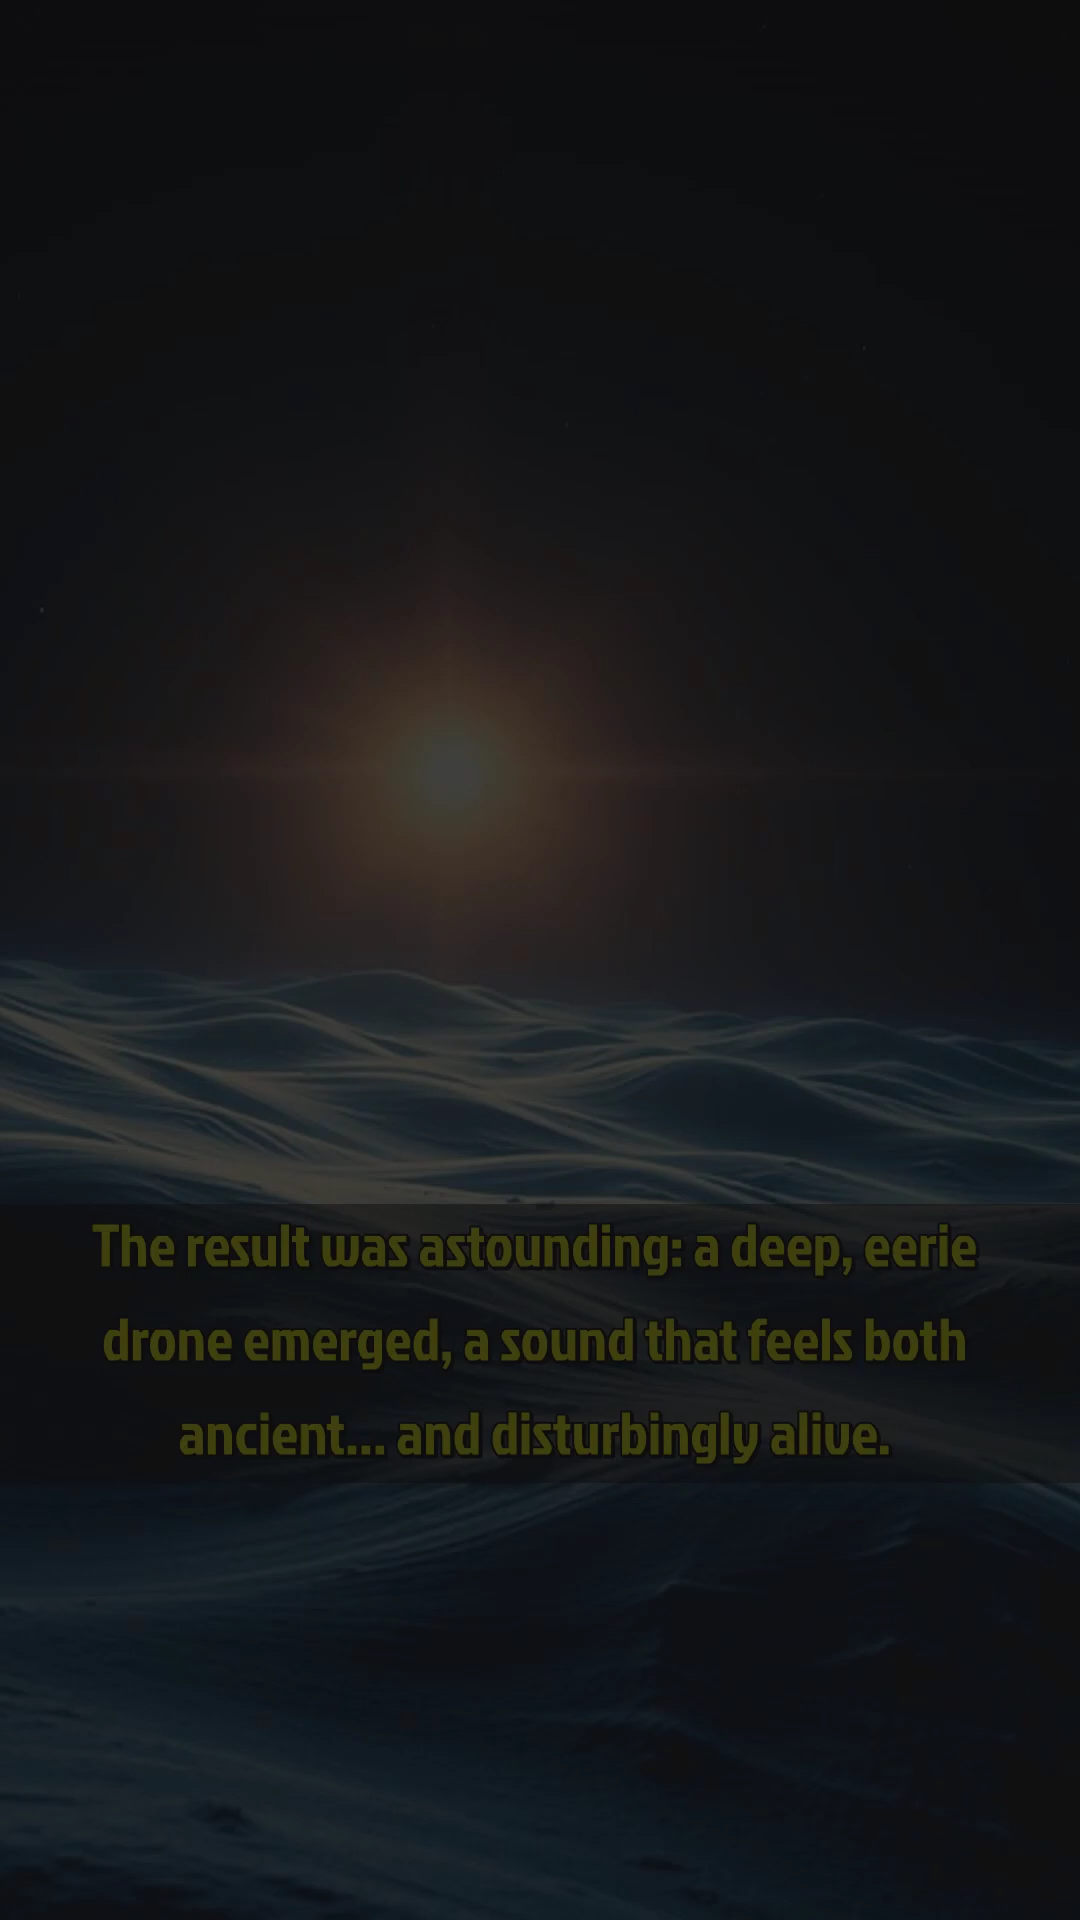 The result was astounding: a deep, eerie
drone emerged, a sound that feels both
ancient... and disturbingly alive.